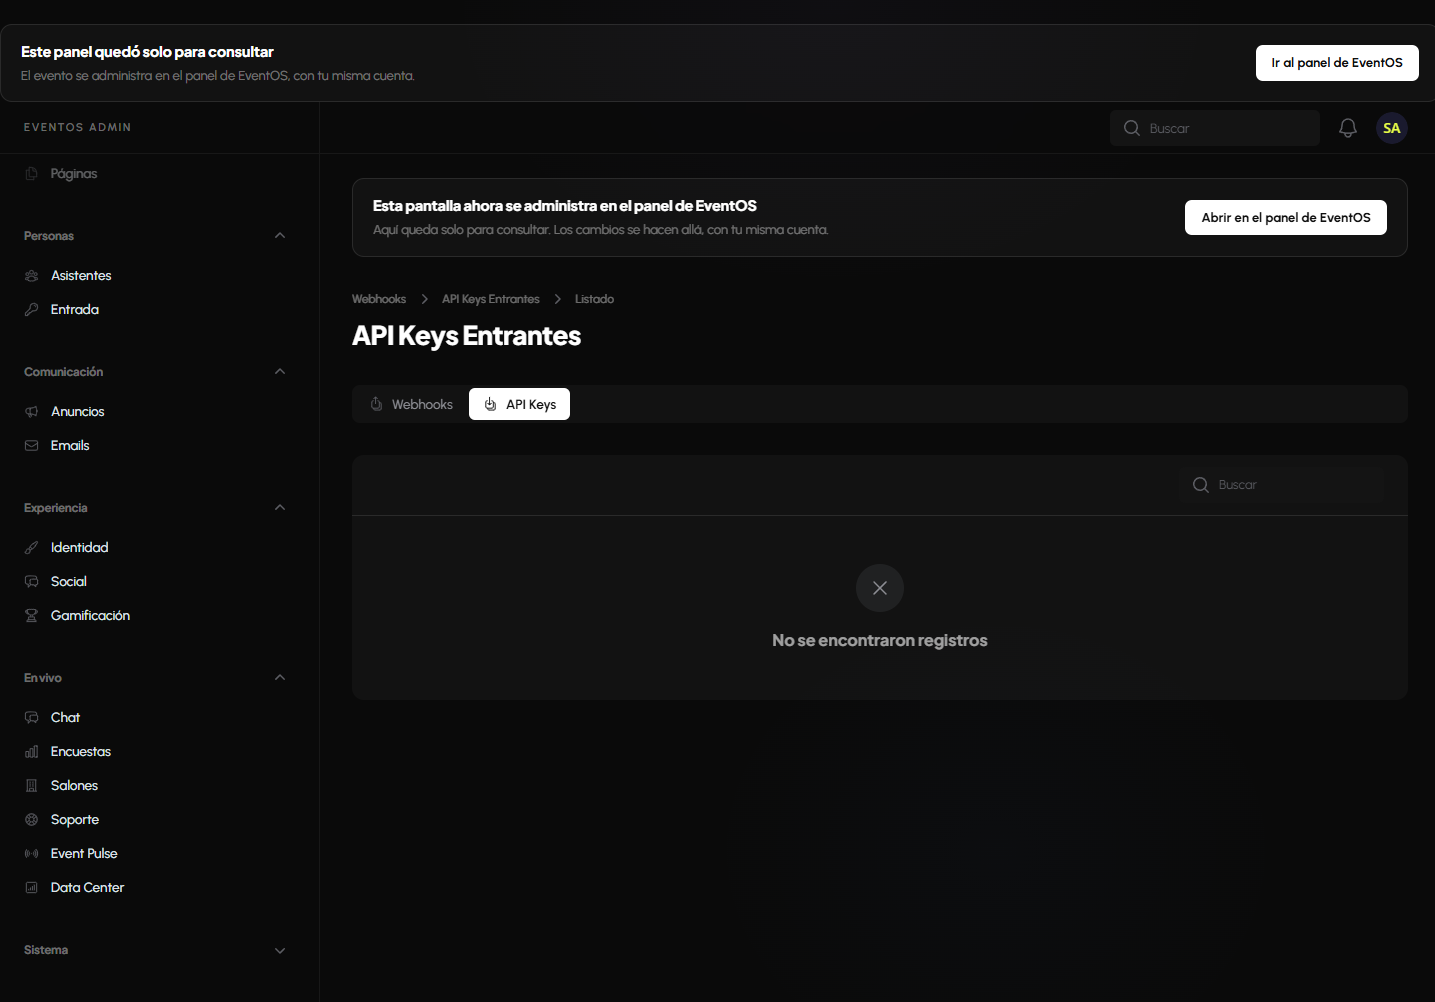 Este panel quedó solo para consultar
El evento se administra en el panel de EventOS, con tu misma cuenta.
Ir al panel de EventOS
EVENTOS ADMIN
Buscar
SA
Páginas
Personas
Asistentes
Entrada
Comunicación
Anuncios
Emails
Experiencia
Identidad
Social
Gamificación
En vivo
Chat
Encuestas
Salones
Soporte
Event Pulse
Data Center
Sistema
Esta pantalla ahora se administra en el panel de EventOS
Aquí queda solo para consultar. Los cambios se hacen allá, con tu misma cuenta.
Abrir en el panel de EventOS
Webhooks > API Keys Entrantes > Listado
API Keys Entrantes
Webhooks API Keys
Buscar
No se encontraron registros